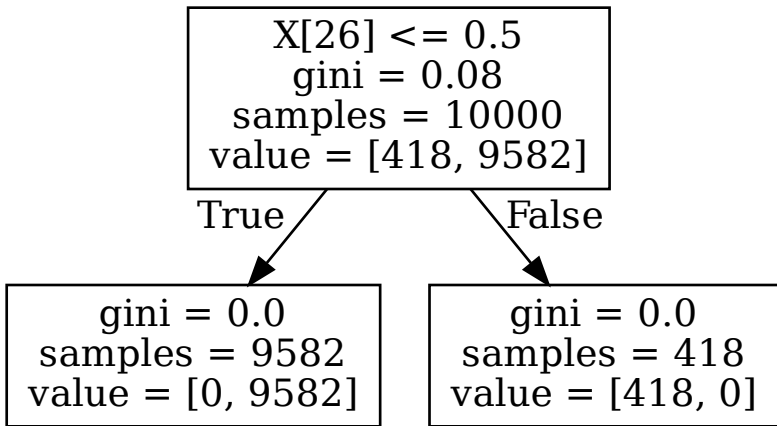 X[26] <= 0.5
gini = 0.08
samples = 10000
value = [418, 9582]
True
False
gini = 0.0
samples = 9582
value = [0, 9582]
gini = 0.0
samples = 418
value = [418, 0]